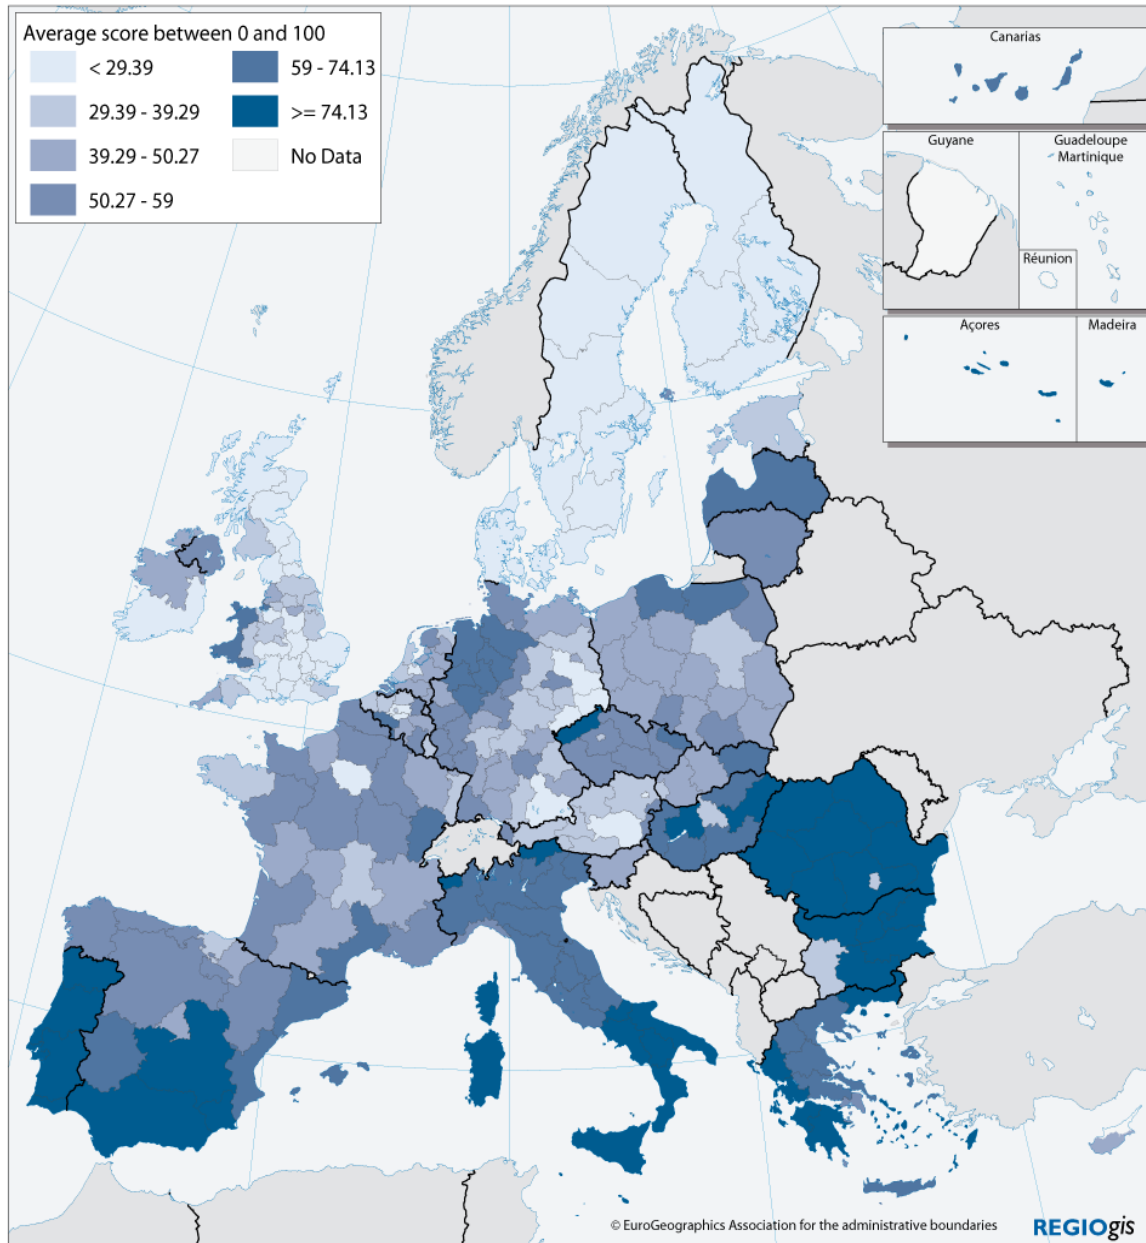 Average score between 0 and 100
< 29.39
29.39 - 39.29
39.29 - 50.27
50.27 - 59
59 - 74.13
>= 74.13
No Data
Canarias
Guyane
Guadeloupe
Martinique
Réunion
Açores
Madeira
© EuroGeographics Association for the administrative boundaries
REGIOgis